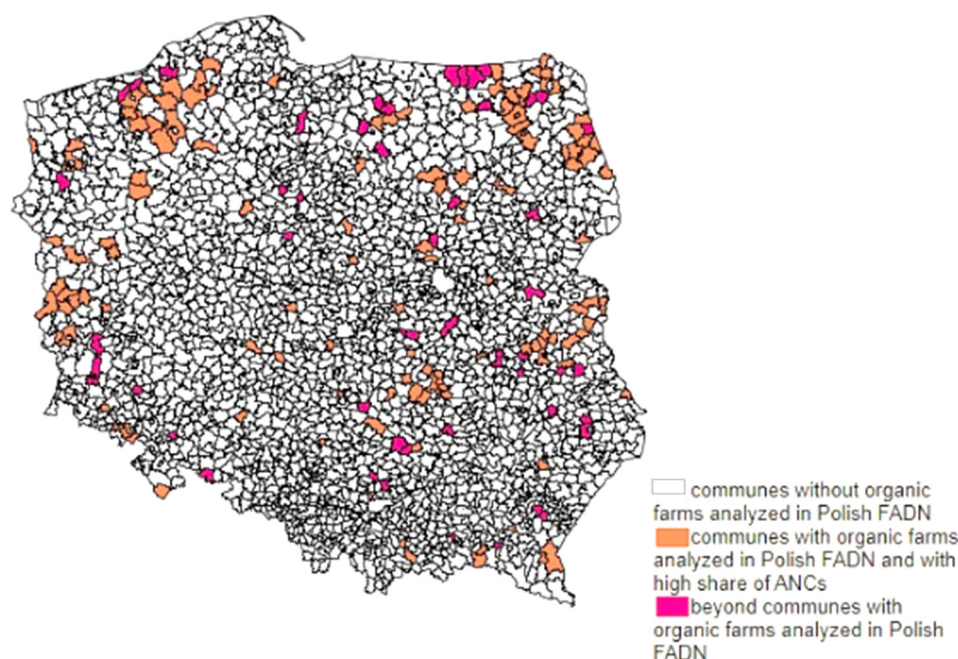 communes without organic
farms analyzed in Polish FADN
communes with organic farms
analyzed in Polish FADN and with
high share of ANCs
beyond communes with
organic farms analyzed in Polish
FADN